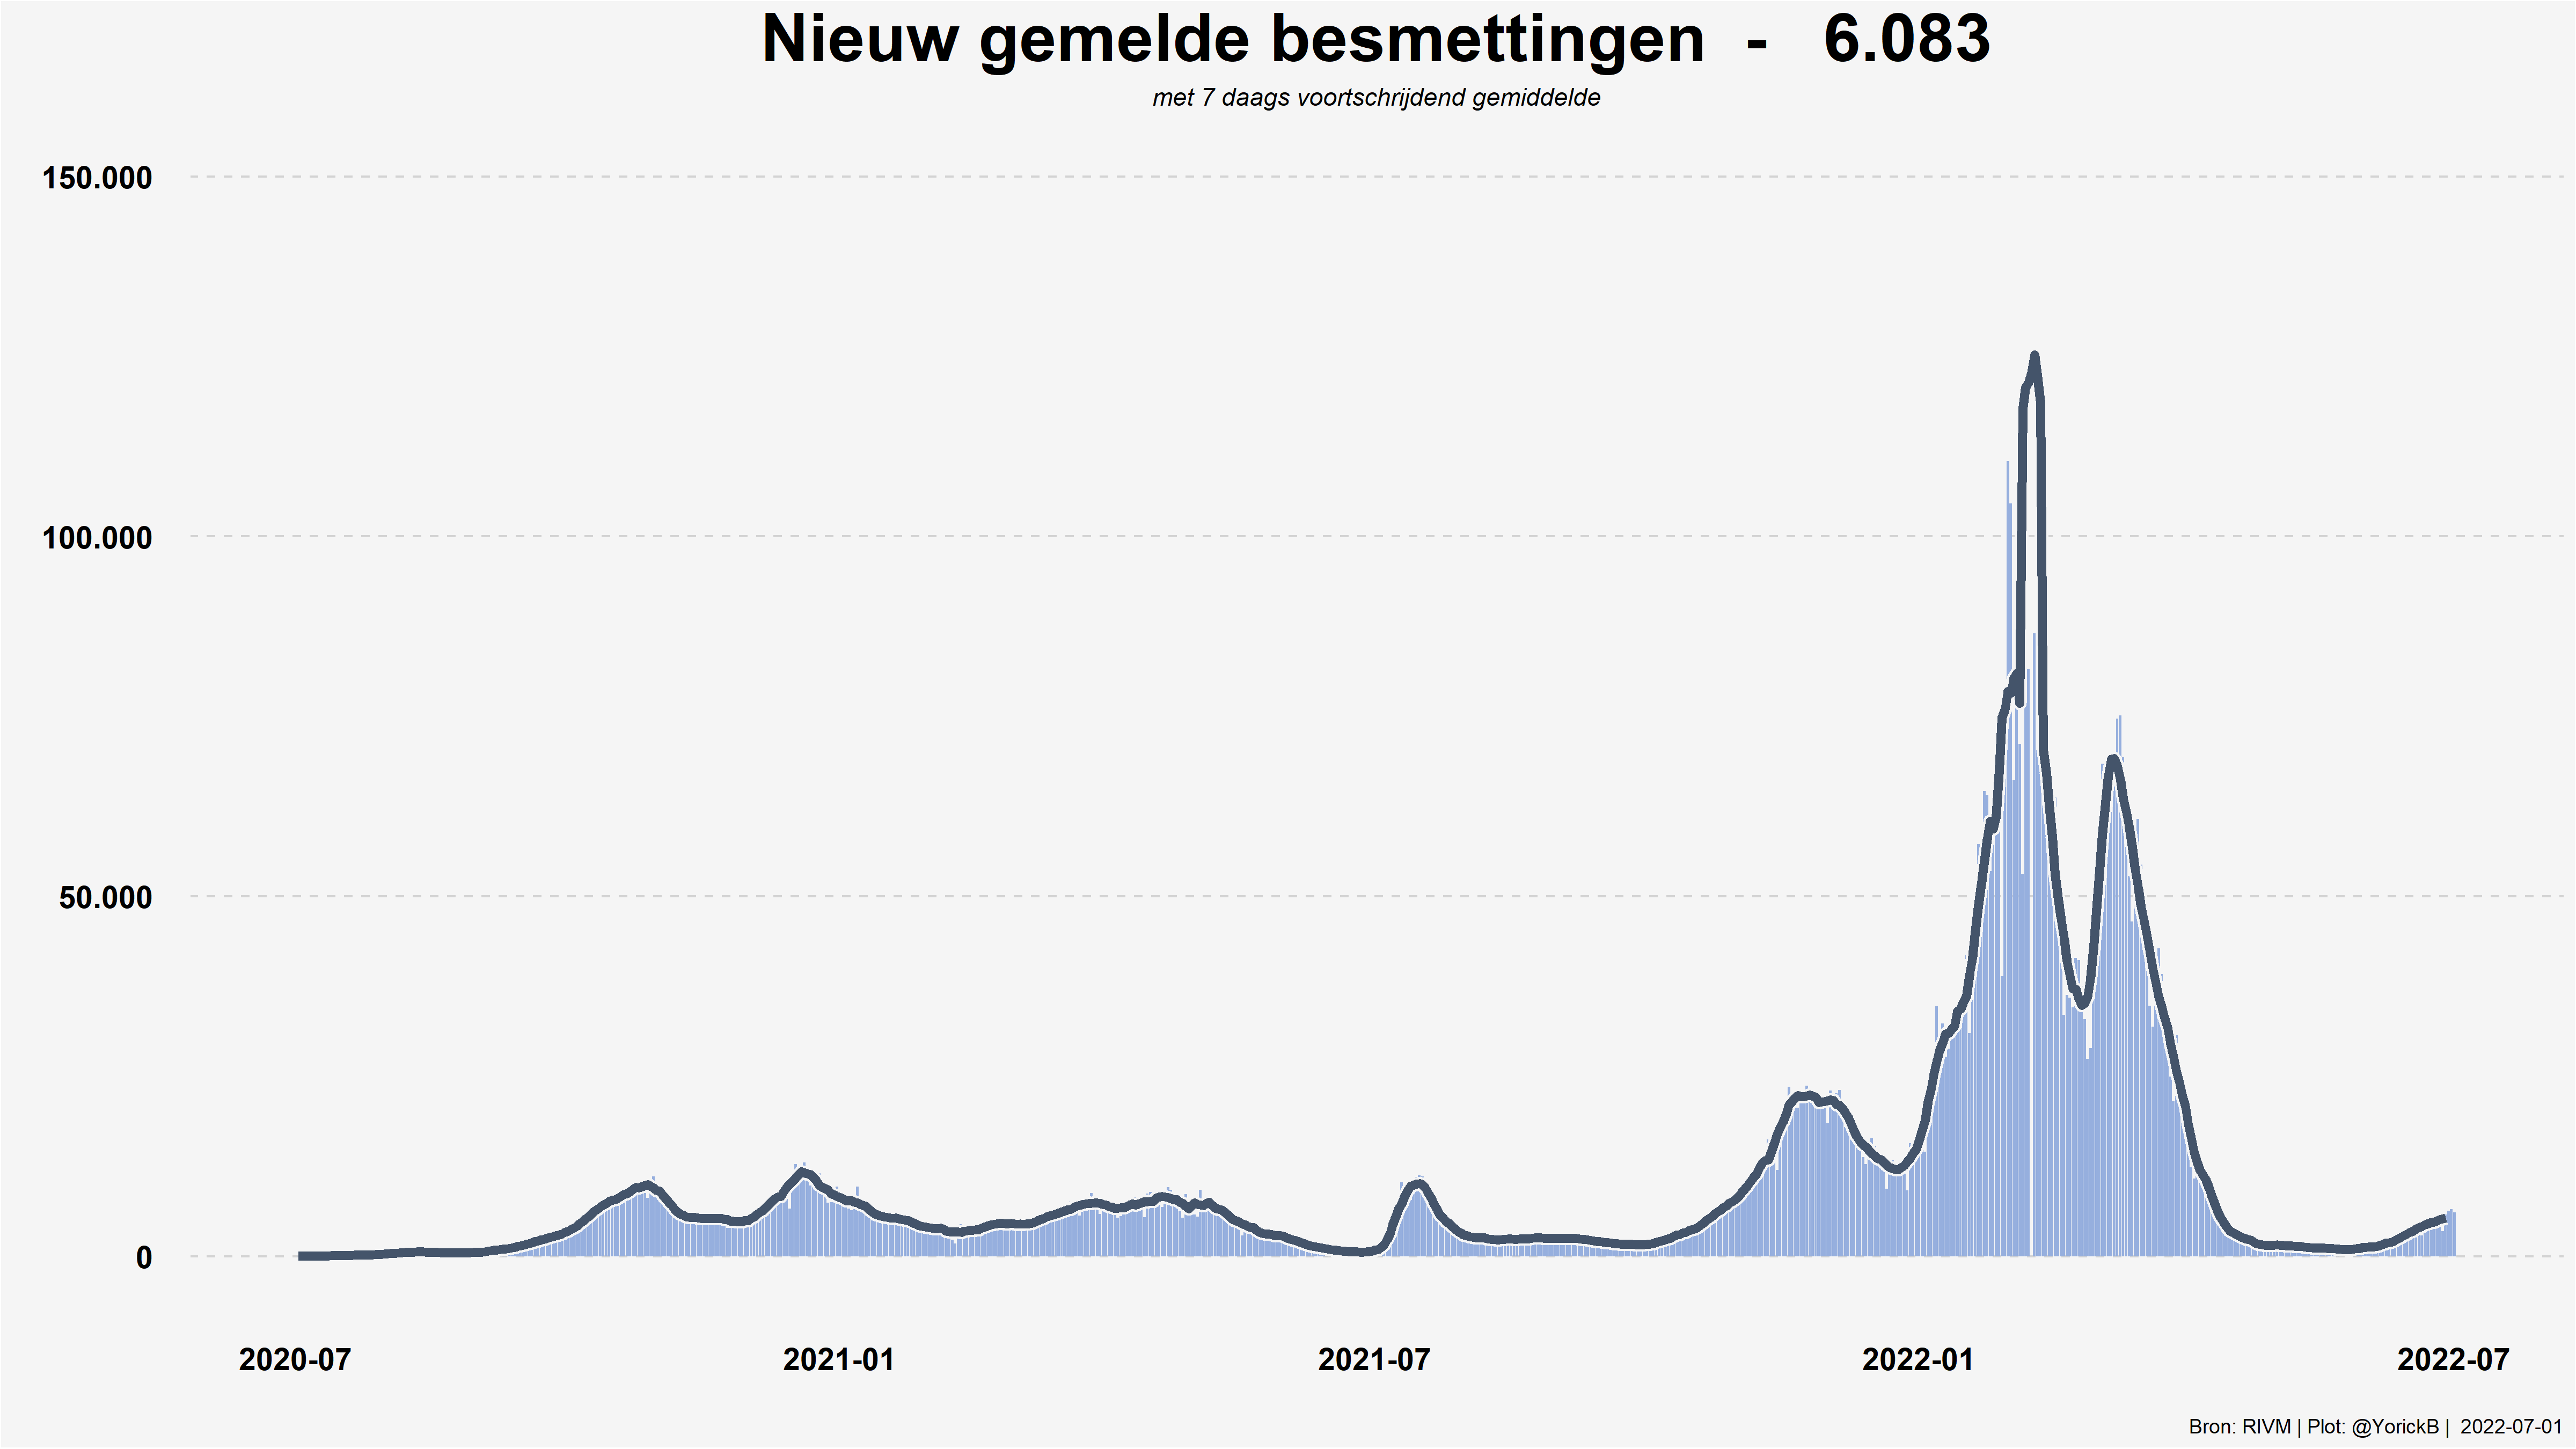 Nieuw gemelde besmettingen - 6.083
met 7 daags voortschrijdend gemiddelde
150.000
100.000
50.000
0
2020-07 2021-01 2021-07 2022-01 2022-07
Bron: RIVM | Plot: @YorickB | 2022-07-01